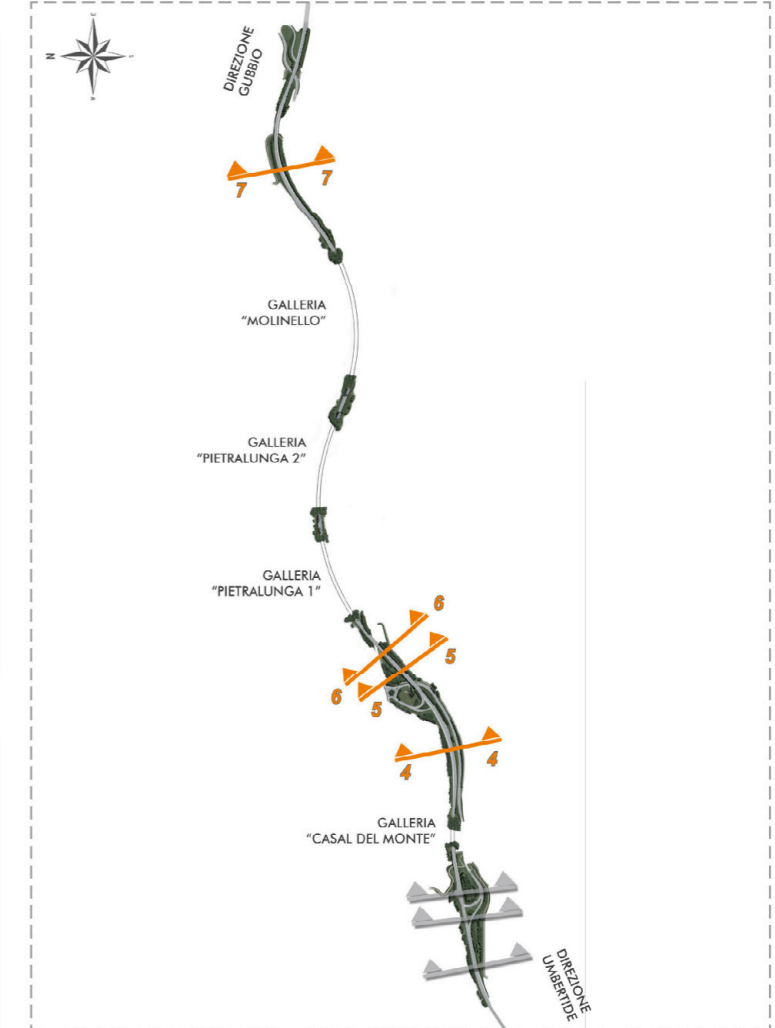 N
DIREZIONE
GUBBIO
7
7
GALLERIA
"MOLINELLO"
GALLERIA
"PIETRALUNGA 2"
GALLERIA
"PIETRALUNGA 1"
6
5
6
5
4
4
GALLERIA
"CASAL DEL MONTE"
DIREZIONE
UMBERTIDE